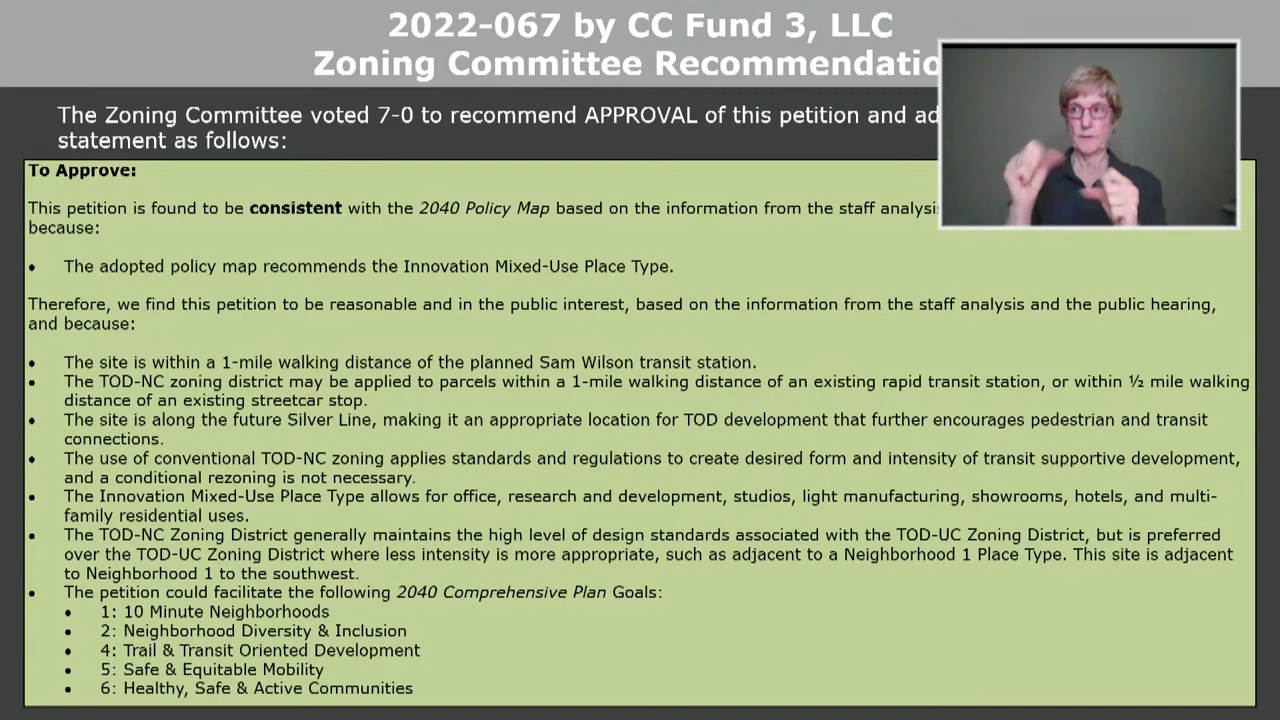 2022-067 by CC Fund 3, LLC
Zoning Committee Recommendatio
The Zoning Committee voted 7-0 to recommend APPROVAL of this petition and ad
statement as follows:
To Approve:
This petition is found to be consistent with the 2040 Policy Map based on the information from the staff analysi
because:
• The adopted policy map recommends the Innovation Mixed-Use Place Type.
Therefore, we find this petition to be reasonable and in the public interest, based on the information from the staff analysis and the public hearing,
and because:
• The site is within a 1-mile walking distance of the planned Sam Wilson transit station.
• The TOD-NC zoning district may be applied to parcels within a 1-mile walking distance of an existing rapid transit station, or within ½ mile walking
distance of an existing streetcar stop.
• The site is along the future Silver Line, making it an appropriate location for TOD development that further encourages pedestrian and transit
connections.
• The use of conventional TOD-NC zoning applies standards and regulations to create desired form and intensity of transit supportive development,
and a conditional rezoning is not necessary.
• The Innovation Mixed-Use Place Type allows for office, research and development, studios, light manufacturing, showrooms, hotels, and multi-
family residential uses.
• The TOD-NC Zoning District generally maintains the high level of design standards associated with the TOD-UC Zoning District, but is preferred
over the TOD-UC Zoning District where less intensity is more appropriate, such as adjacent to a Neighborhood 1 Place Type. This site is adjacent
to Neighborhood 1 to the southwest.
• The petition could facilitate the following 2040 Comprehensive Plan Goals:
• 1: 10 Minute Neighborhoods
• 2: Neighborhood Diversity & Inclusion
• 4: Trail & Transit Oriented Development
• 5: Safe & Equitable Mobility
• 6: Healthy, Safe & Active Communities